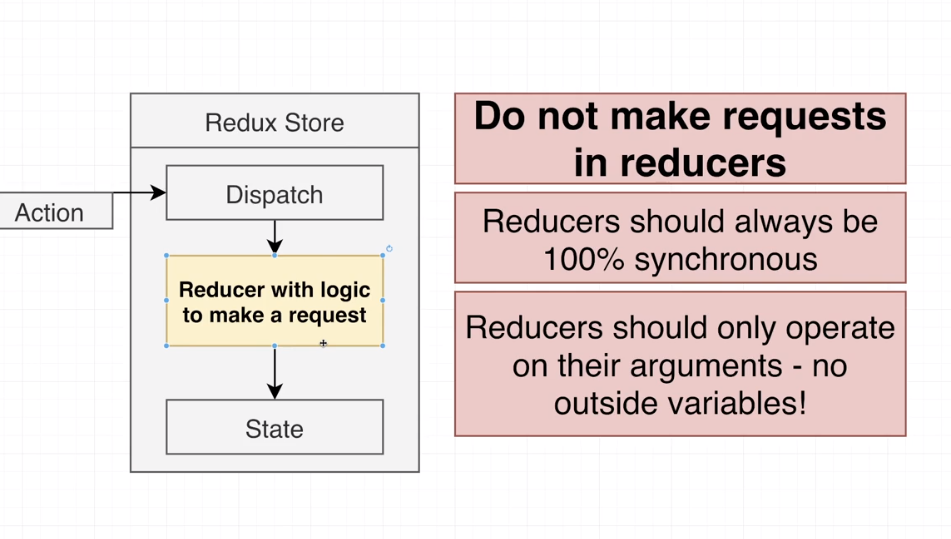 Redux Store
Dispatch
Action
Reducer with logic
to make a request
State
Do not make requests
in reducers
Reducers should always be
100% synchronous
Reducers should only operate
on their arguments - no
outside variables!